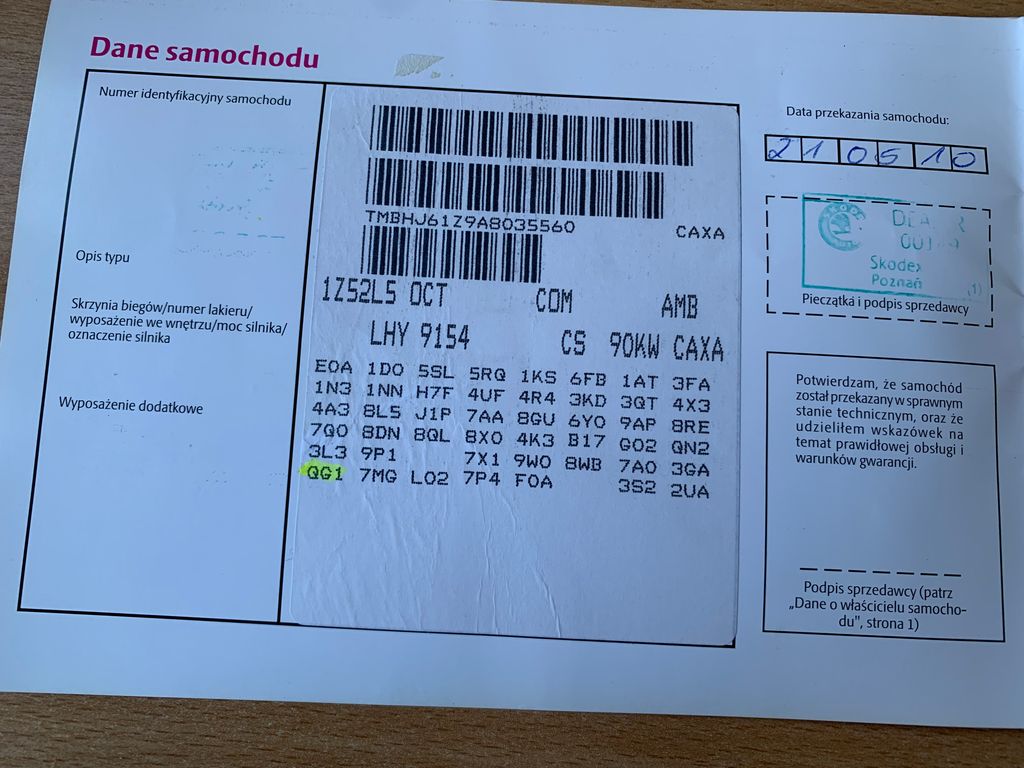 Dane samochodu
Numer identyfikacyjny samochodu
Opis typu
Skrzynia biegów/numer lakieru/
wyposażenie we wnętrzu/moc silnika/
oznaczenie silnika
Wyposażenie dodatkowe
TMBHJ61Z9A8035560 CAXA
1Z52L5 OCT COM AMB
LHY 9154 CS 90KW CAXA
E0A 1D0 5SL 5RQ 1KS 6FB 1AT 3FA
1N3 1NN H7F 4UF 4R4 3KD 3QT 4X3
4A3 8L5 J1P 7AA 8GU 6Y0 9AP 8RE
7Q0 8DN 8QL 8X0 4K3 B17 G02 QN2
3L3 9P1 7X1 9W0 8WB 7A0 3GA
QG1 7MG L02 7P4 F0A 3S2 2UA
Data przekazania samochodu:
21 05 10
Skodex
Poznań
Pieczątka i podpis sprzedawcy
Potwierdzam, że samochód
został przekazany w sprawnym
stanie technicznym, oraz że
udzieliłem wskazówek na
temat prawidłowej obsługi i
warunków gwarancji.
Podpis sprzedawcy (patrz
„Dane o właścicielu samocho-
du", strona 1)